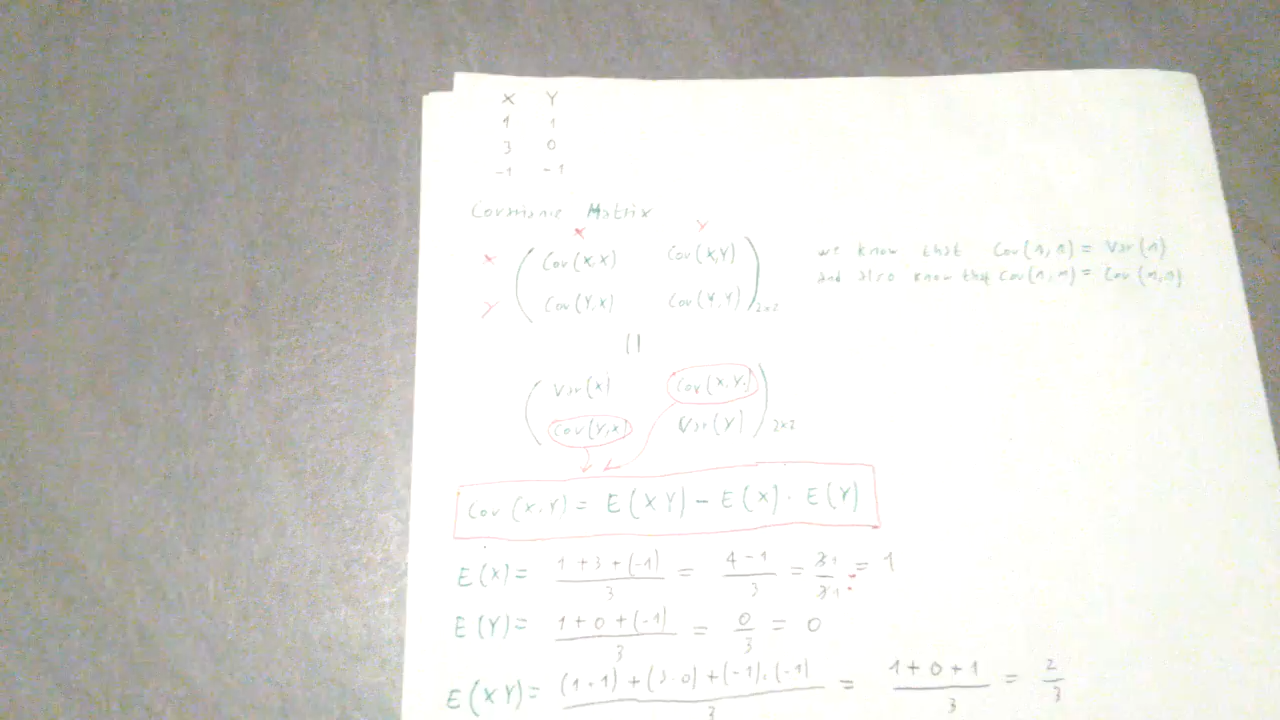 X Y
1 1
3 0
-1 -1
Covariance Matrix
X Y
X ( Cov(X,X) Cov(X,Y)
Y Cov(Y,X) Cov(Y,Y) )2x2
we know that Cov(n,n) = Var(n)
and also know that Cov(n,m) = Cov(m,n)
||
( Var(X) Cov(X,Y)
Cov(Y,X) Var(Y) )2x2
Cov(X,Y) = E(XY) - E(X) · E(Y)
E(X) = (1+3+(-1))/3 = (4-1)/3 = 3 1/3 1 = 1
E(Y) = (1+0+(-1))/3 = 0/3 = 0
E(XY) = ((1·1)+(3·0)+(-1)·(-1))/3 = (1+0+1)/3 = 2/3